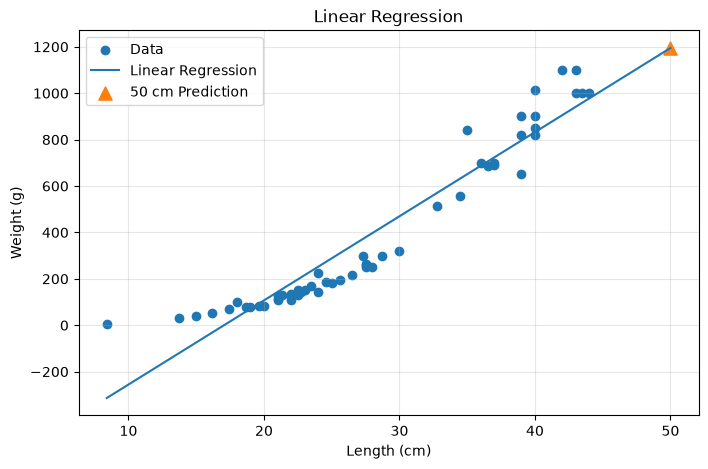 Linear Regression
Data
Linear Regression
50 cm Prediction
1200
1000
800
600
400
200
0
−200
Weight (g)
10 20 30 40 50
Length (cm)